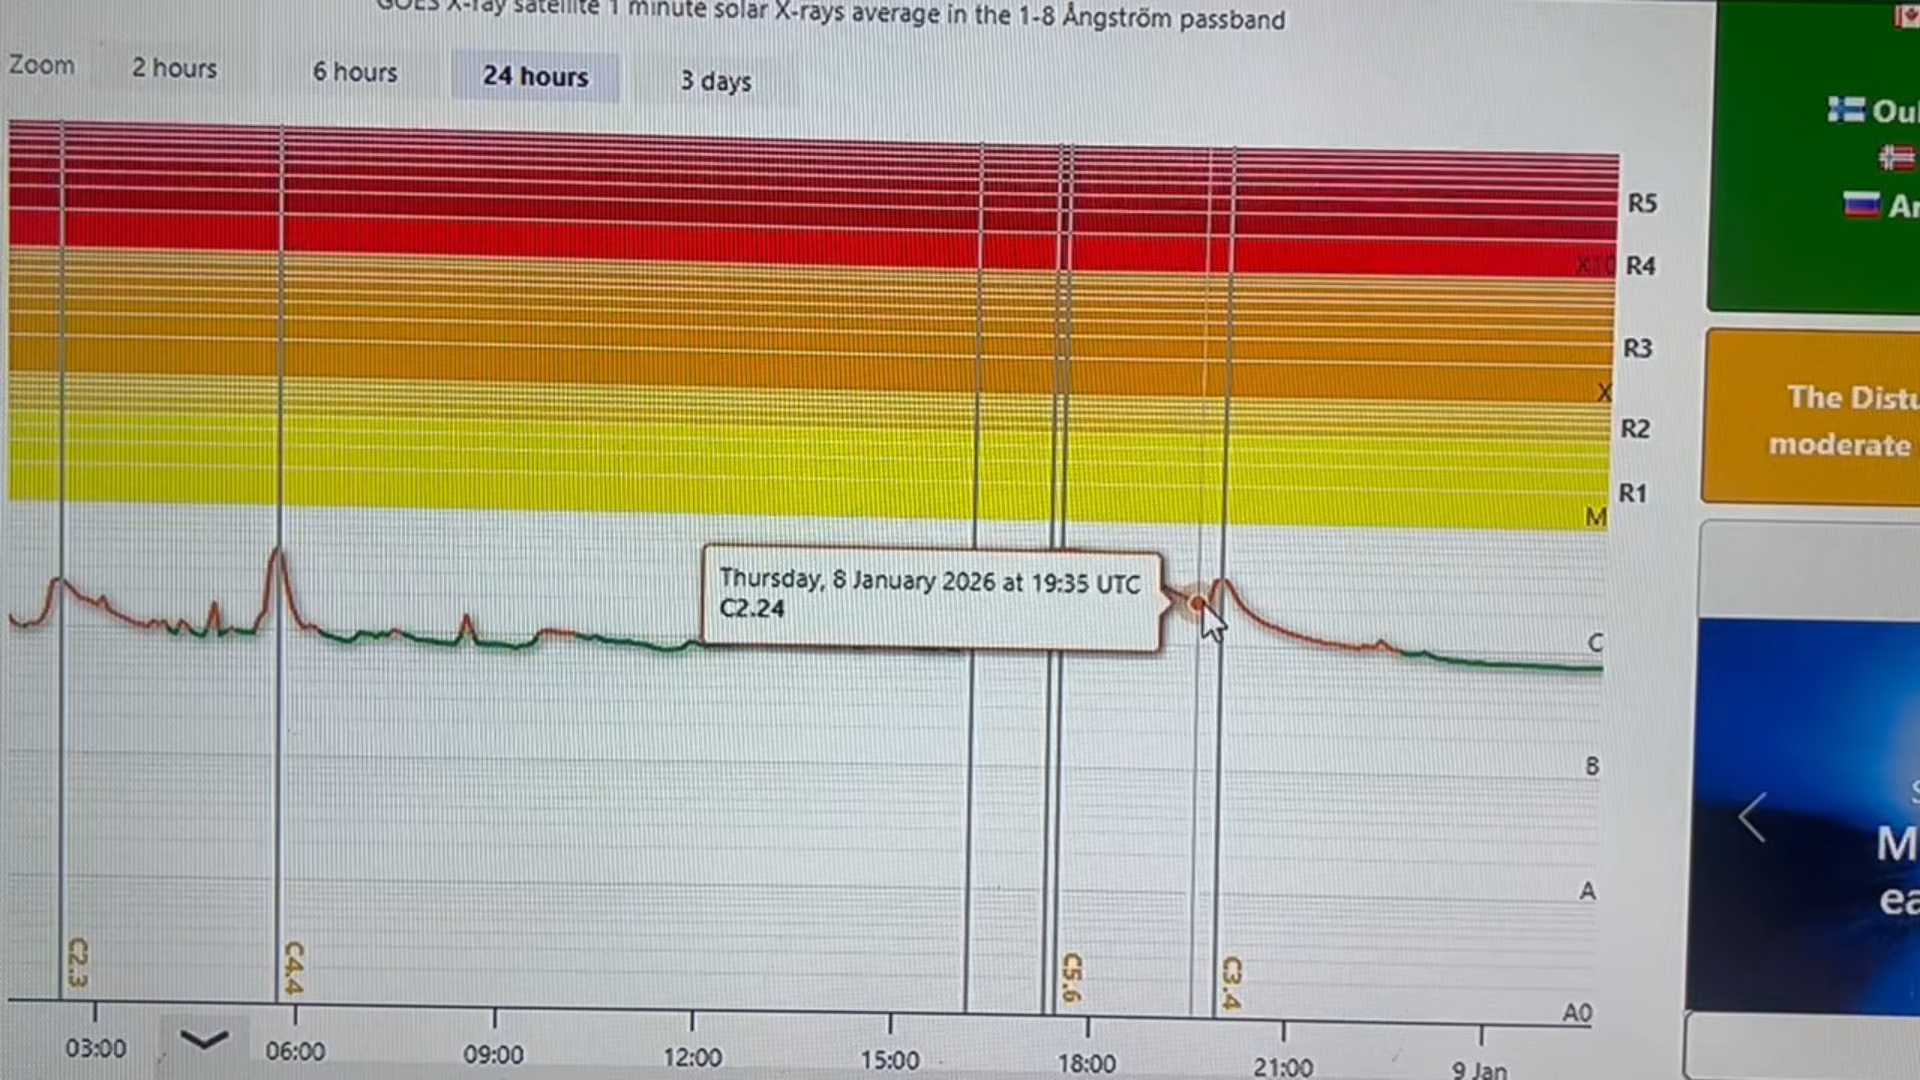 GOES X-ray satellite 1 minute solar X-rays average in the 1-8 Ångström passband
Zoom 2 hours 6 hours 24 hours 3 days
R5
X10 R4
R3
X
R2
R1
M
Thursday, 8 January 2026 at 19:35 UTC
C2.24
C
B
A
A0
C2.3 C4.4 C5.6 C3.4
03:00 06:00 09:00 12:00 15:00 18:00 21:00 9 Jan
Oul
Ar
The Distu
moderate
S
M
ea